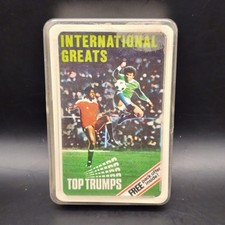 INTERNATIONAL
GREATS
TOP TRUMPS
FREE